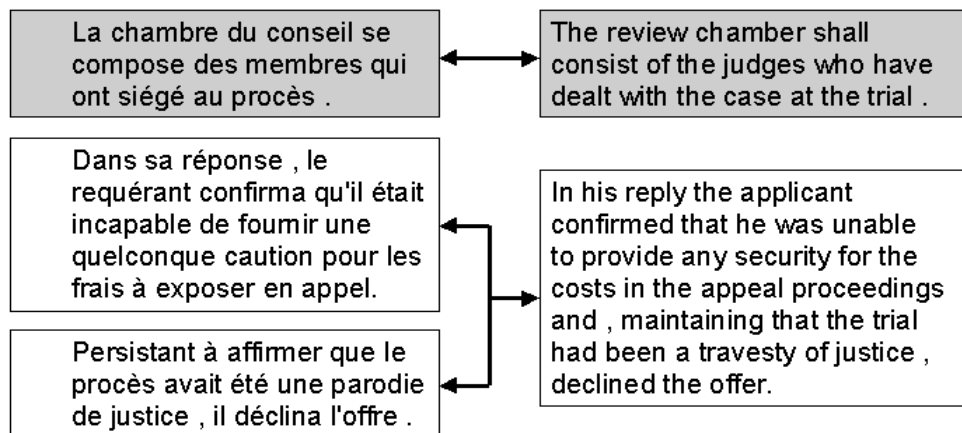 La chambre du conseil se
compose des membres qui
ont siégé au procès .
The review chamber shall
consist of the judges who have
dealt with the case at the trial .
Dans sa réponse , le
requérant confirma qu'il était
incapable de fournir une
quelconque caution pour les
frais à exposer en appel.
Persistant à affirmer que le
procès avait été une parodie
de justice , il déclina l'offre .
In his reply the applicant
confirmed that he was unable
to provide any security for the
costs in the appeal proceedings
and , maintaining that the trial
had been a travesty of justice ,
declined the offer.